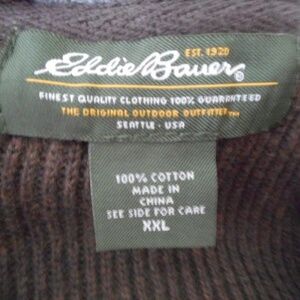 EST. 1920
Eddie Bauer®
FINEST QUALITY CLOTHING 100% GUARANTEED
THE ORIGINAL OUTDOOR OUTFITTER™
SEATTLE · USA
100% COTTON
MADE IN
CHINA
SEE SIDE FOR CARE
XXL